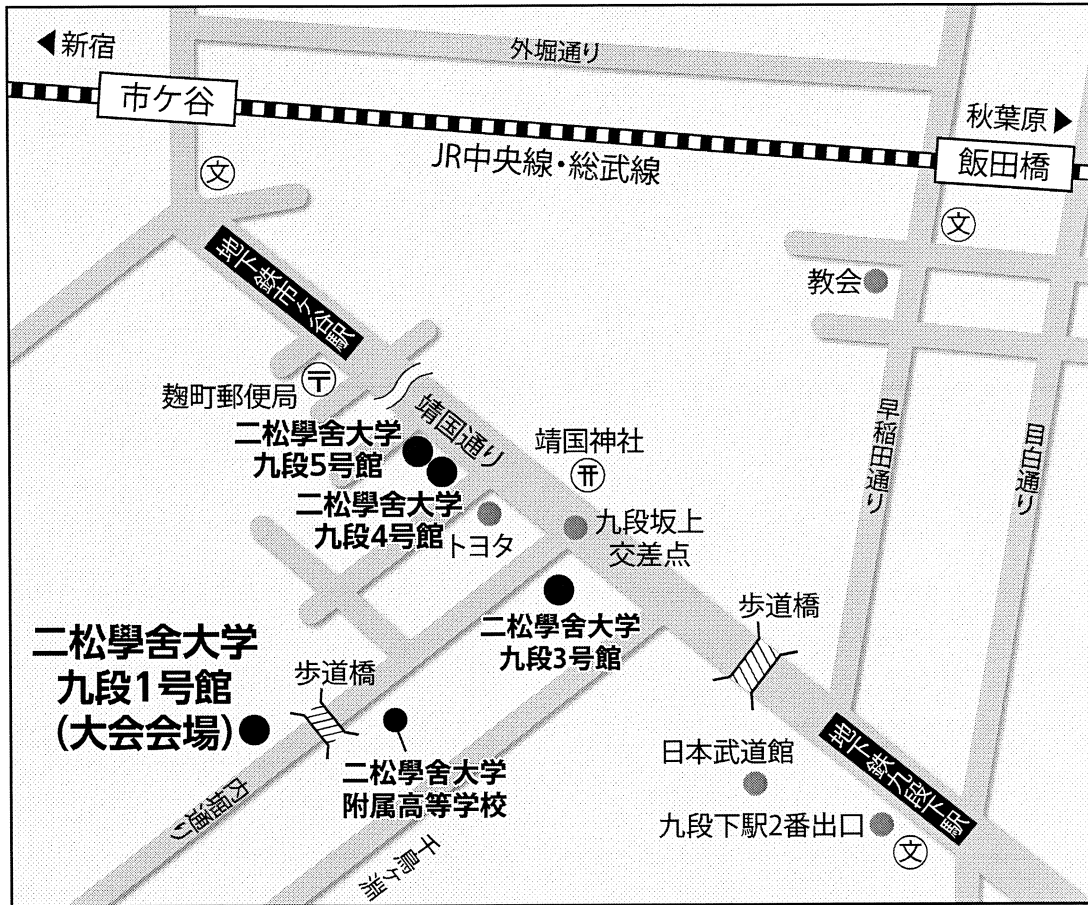 ◀新宿
外堀通り
市ケ谷
秋葉原▶
JR中央線・総武線
飯田橋
文
文
地下鉄市ケ谷駅
教会
〒
麹町郵便局
靖国通り
早稲田通り
目白通り
二松學舍大学
九段5号館
靖国神社
二松學舍大学
九段4号館
トヨタ
九段坂上
交差点
歩道橋
二松學舍大学
九段3号館
二松學舍大学
九段1号館
(大会会場)
歩道橋
地下鉄九段下駅
日本武道館
二松學舍大学
附属高等学校
内堀通り
九段下駅2番出口
文
千鳥ヶ淵